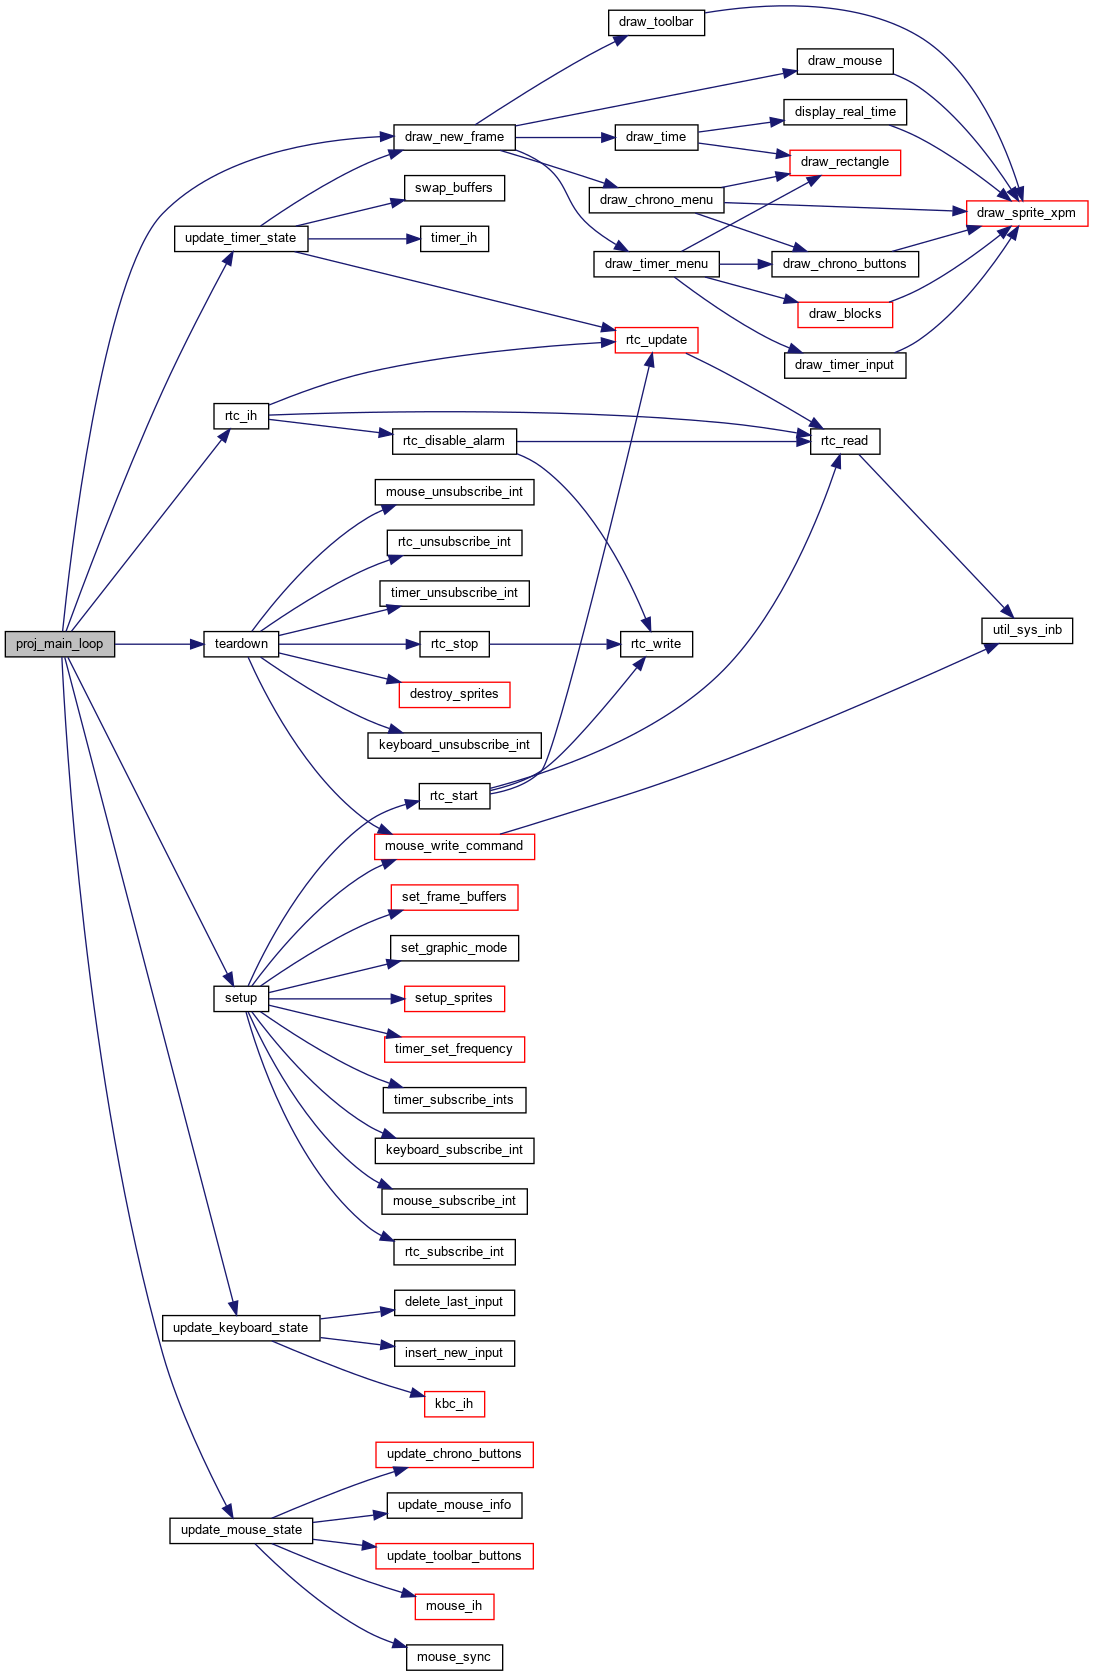 draw_toolbar
draw_mouse
display_real_time
draw_new_frame
draw_time
draw_rectangle
swap_buffers
draw_chrono_menu
draw_sprite_xpm
update_timer_state
timer_ih
draw_timer_menu
draw_chrono_buttons
draw_blocks
rtc_update
draw_timer_input
rtc_ih
rtc_disable_alarm
rtc_read
mouse_unsubscribe_int
rtc_unsubscribe_int
timer_unsubscribe_int
util_sys_inb
proj_main_loop
teardown
rtc_stop
rtc_write
destroy_sprites
keyboard_unsubscribe_int
rtc_start
mouse_write_command
set_frame_buffers
set_graphic_mode
setup
setup_sprites
timer_set_frequency
timer_subscribe_ints
keyboard_subscribe_int
mouse_subscribe_int
rtc_subscribe_int
delete_last_input
update_keyboard_state
insert_new_input
kbc_ih
update_chrono_buttons
update_mouse_info
update_mouse_state
update_toolbar_buttons
mouse_ih
mouse_sync